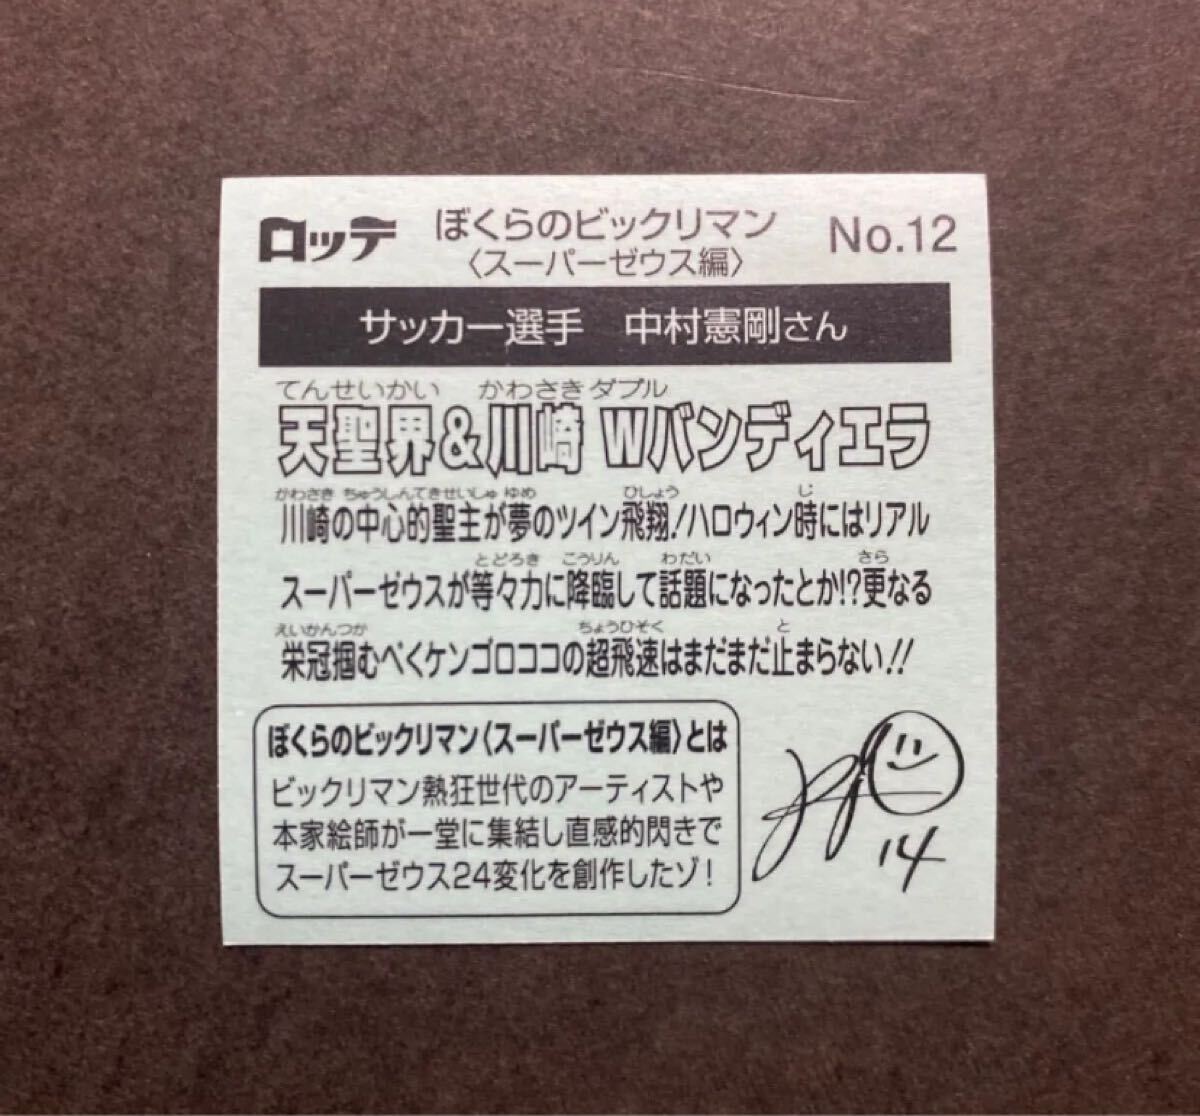 ロッテ
ぼくらのビックリマン
〈スーパーゼウス編〉
No.12
サッカー選手　中村憲剛さん
てんせいかい　かわさきダブル
天聖界&川崎 Wバンディエラ
かわさき ちゅうしんてきせいしゅ ゆめ ひしょう じ
川崎の中心的聖主が夢のツイン飛翔!ハロウィン時にはリアル
とどろき こうりん わだい さら
スーパーゼウスが等々力に降臨して話題になったとか!?更なる
えいかんつか ちょうひそく と
栄冠掴むべくケンゴロココの超飛速はまだまだ止まらない!!
ぼくらのビックリマン〈スーパーゼウス編〉とは
ビックリマン熱狂世代のアーティストや
本家絵師が一堂に集結し直感的閃きで
スーパーゼウス24変化を創作したゾ!
14